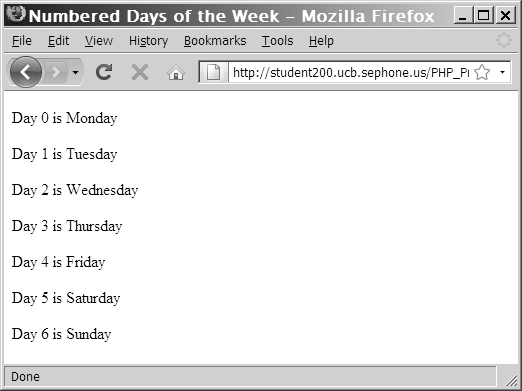 Numbered Days of the Week - Mozilla Firefox
File Edit View History Bookmarks Tools Help
http://student200.ucb.sephone.us/PHP_Pr
Day 0 is Monday
Day 1 is Tuesday
Day 2 is Wednesday
Day 3 is Thursday
Day 4 is Friday
Day 5 is Saturday
Day 6 is Sunday
Done